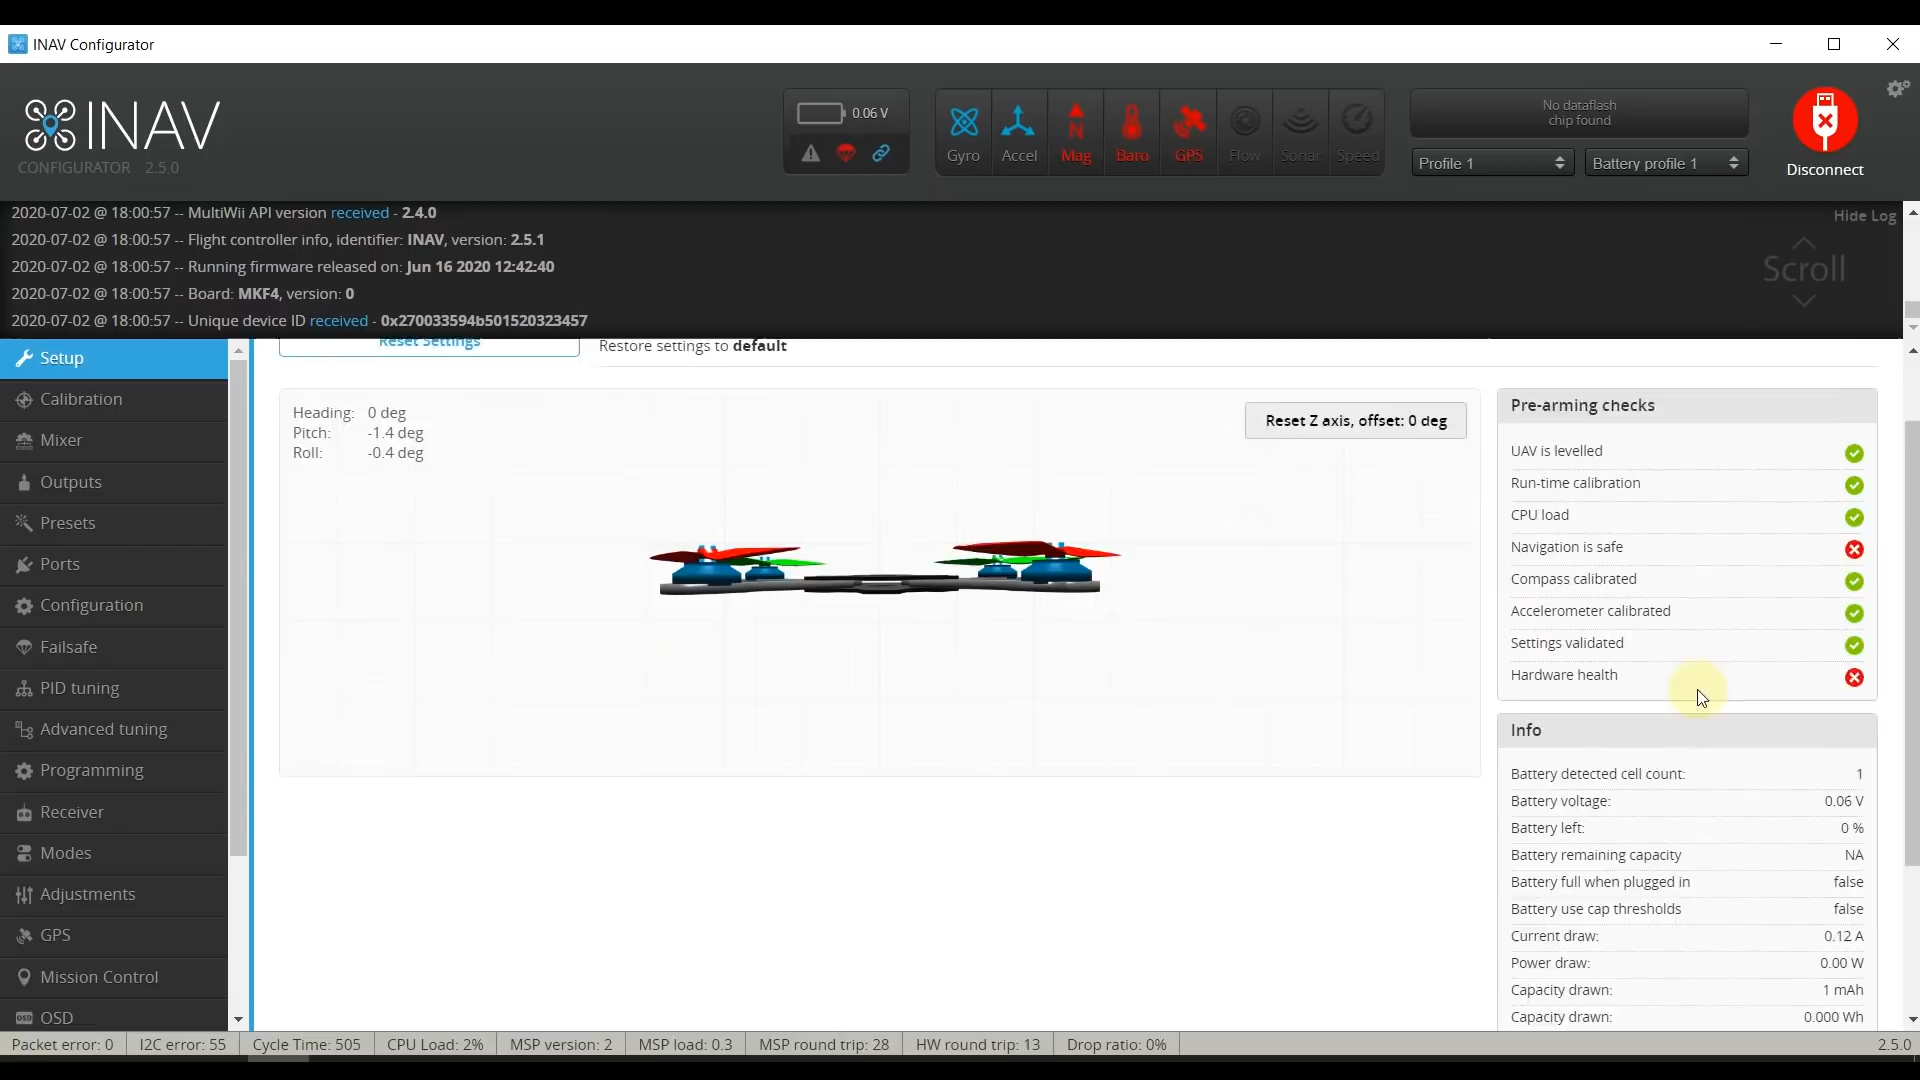 INAV Configurator
INAV
CONFIGURATOR 2.5.0
0.06 V
Gyro Accel Mag Baro GPS Flow Sonar Speed
No dataflash
chip found
Profile 1 Battery profile 1
Disconnect
2020-07-02 @ 18:00:57 -- MultiWii API version received - 2.4.0
2020-07-02 @ 18:00:57 -- Flight controller info, identifier: INAV, version: 2.5.1
2020-07-02 @ 18:00:57 -- Running firmware released on: Jun 16 2020 12:42:40
2020-07-02 @ 18:00:57 -- Board: MKF4, version: 0
2020-07-02 @ 18:00:57 -- Unique device ID received - 0x270033594b501520323457
Hide Log
Scroll
Setup
Calibration
Mixer
Outputs
Presets
Ports
Configuration
Failsafe
PID tuning
Advanced tuning
Programming
Receiver
Modes
Adjustments
GPS
Mission Control
OSD
Reset Settings
Restore settings to default
Heading: 0 deg
Pitch: -1.4 deg
Roll: -0.4 deg
Reset Z axis, offset: 0 deg
Pre-arming checks
UAV is levelled
Run-time calibration
CPU load
Navigation is safe
Compass calibrated
Accelerometer calibrated
Settings validated
Hardware health
Info
Battery detected cell count: 1
Battery voltage: 0.06 V
Battery left: 0 %
Battery remaining capacity NA
Battery full when plugged in false
Battery use cap thresholds false
Current draw: 0.12 A
Power draw: 0.00 W
Capacity drawn: 1 mAh
Capacity drawn: 0.000 Wh
Packet error: 0 I2C error: 55 Cycle Time: 505 CPU Load: 2% MSP version: 2 MSP load: 0.3 MSP round trip: 28 HW round trip: 13 Drop ratio: 0% 2.5.0